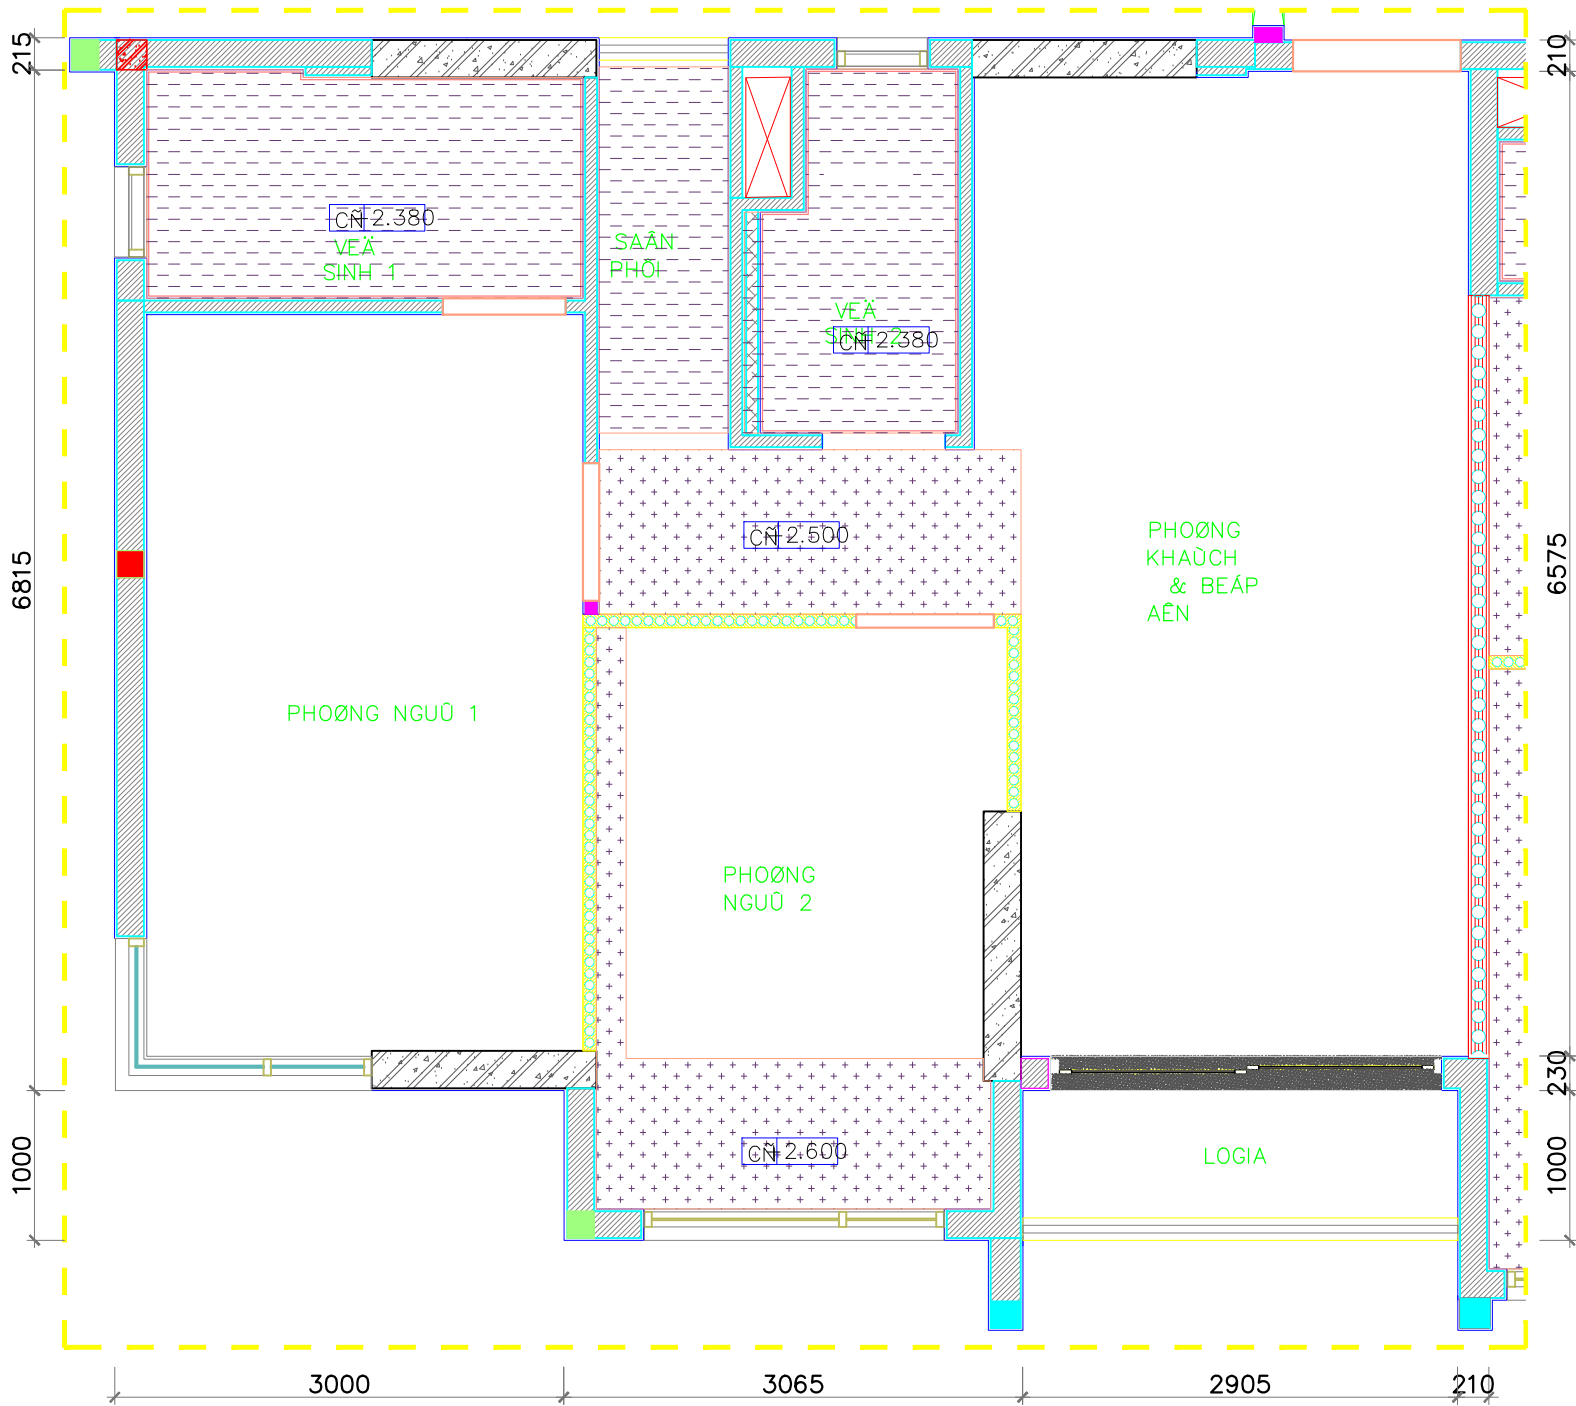 215
210
CÑ + 2.380
VEÄ
SINH 1
SAÂN
PHÔI
VEÄ
SINH 2
CÑ + 2.380
CÑ + 2.500
PHOØNG
KHAÙCH
& BEÁP
AÊN
6815
6575
PHOØNG NGUÛ 1
PHOØNG
NGUÛ 2
230
CÑ + 2.600
LOGIA
1000
1000
3000
3065
2905
210